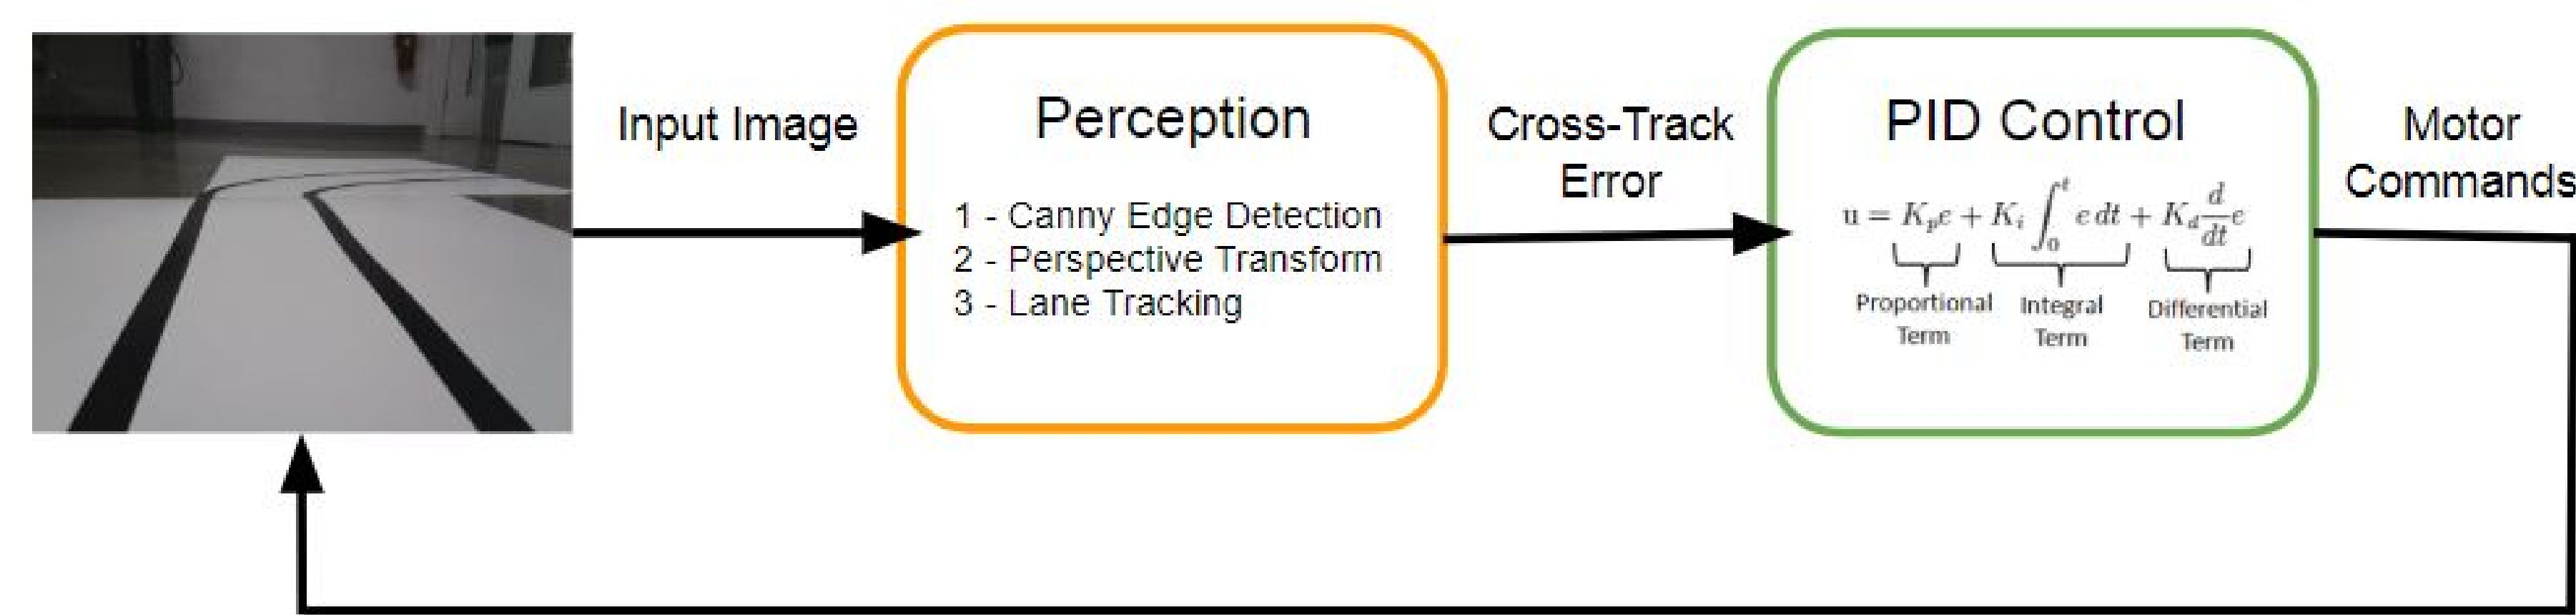 Input Image
Perception
1 - Canny Edge Detection
2 - Perspective Transform
3 - Lane Tracking
Cross-Track
Error
PID Control
u = K_p e + K_i ∫_0^t e dt + K_d d/dt e
Proportional
Term
Integral
Term
Differential
Term
Motor
Commands